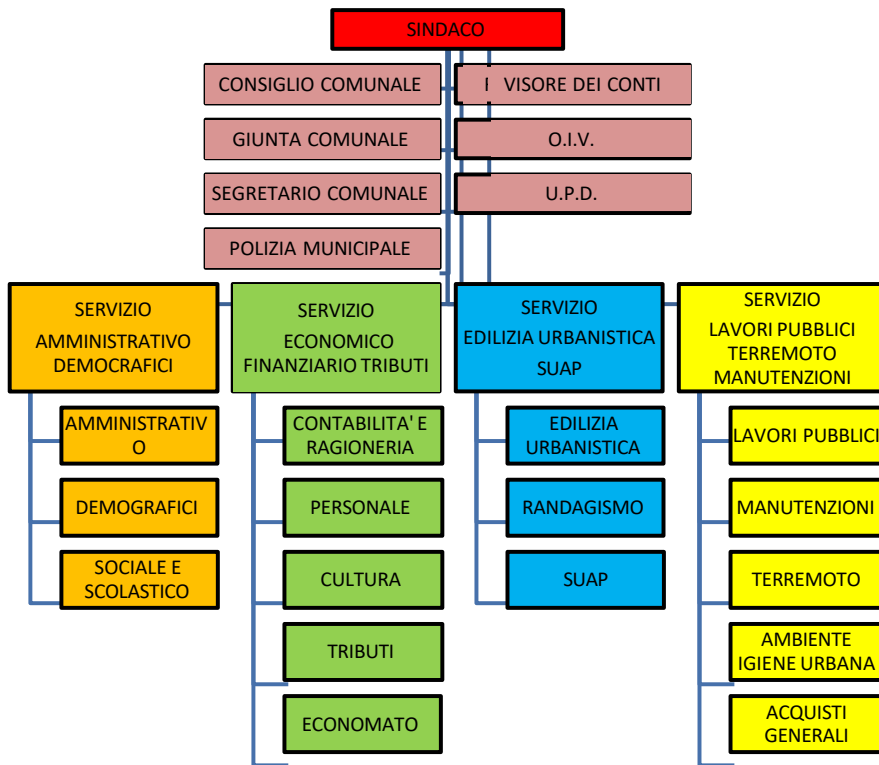 SINDACO
CONSIGLIO COMUNALE
VISORE DEI CONTI
GIUNTA COMUNALE
O.I.V.
SEGRETARIO COMUNALE
U.P.D.
POLIZIA MUNICIPALE
SERVIZIO
AMMINISTRATIVO
DEMOCRAFICI
SERVIZIO
ECONOMICO
FINANZIARIO TRIBUTI
SERVIZIO
EDILIZIA URBANISTICA
SUAP
SERVIZIO
LAVORI PUBBLICI
TERREMOTO
MANUTENZIONI
AMMINISTRATIV
O
DEMOGRAFICI
SOCIALE E
SCOLASTICO
CONTABILITA' E
RAGIONERIA
PERSONALE
CULTURA
TRIBUTI
ECONOMATO
EDILIZIA
URBANISTICA
RANDAGISMO
SUAP
LAVORI PUBBLICI
MANUTENZIONI
TERREMOTO
AMBIENTE
IGIENE URBANA
ACQUISTI
GENERALI